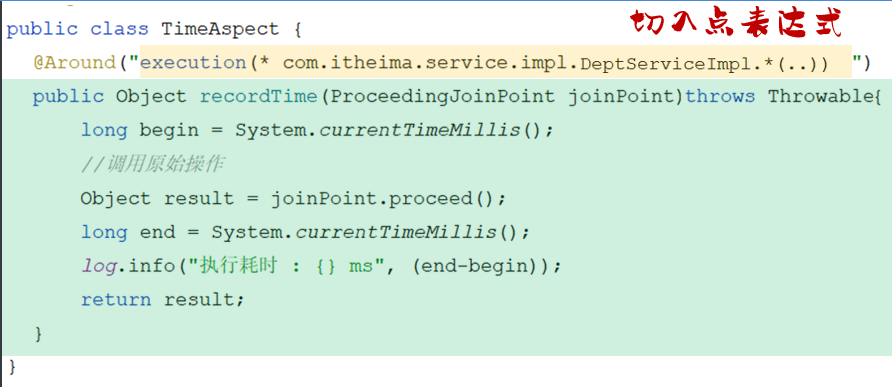 切入点表达式
public class TimeAspect {
@Around("execution(* com.itheima.service.impl.DeptServiceImpl.*(..)) ")
public Object recordTime(ProceedingJoinPoint joinPoint)throws Throwable{
long begin = System.currentTimeMillis();
//调用原始操作
Object result = joinPoint.proceed();
long end = System.currentTimeMillis();
log.info("执行耗时 : {} ms", (end-begin));
return result;
}
}